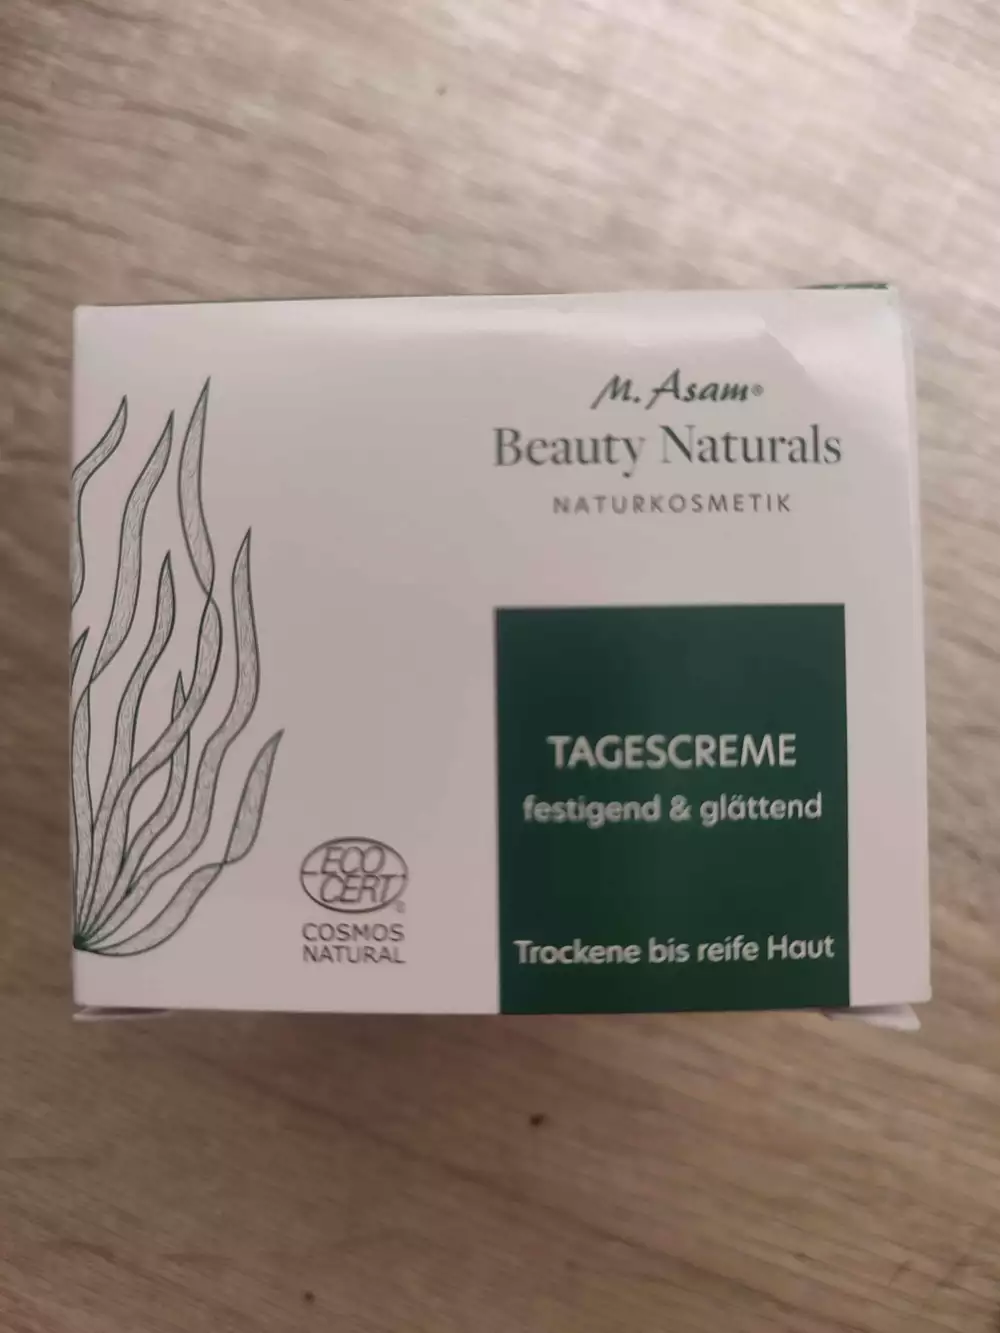 M. Asam®
Beauty Naturals
NATURKOSMETIK
TAGESCREME
festigend & glättend
Trockene bis reife Haut
ECO
CERT®
COSMOS
NATURAL